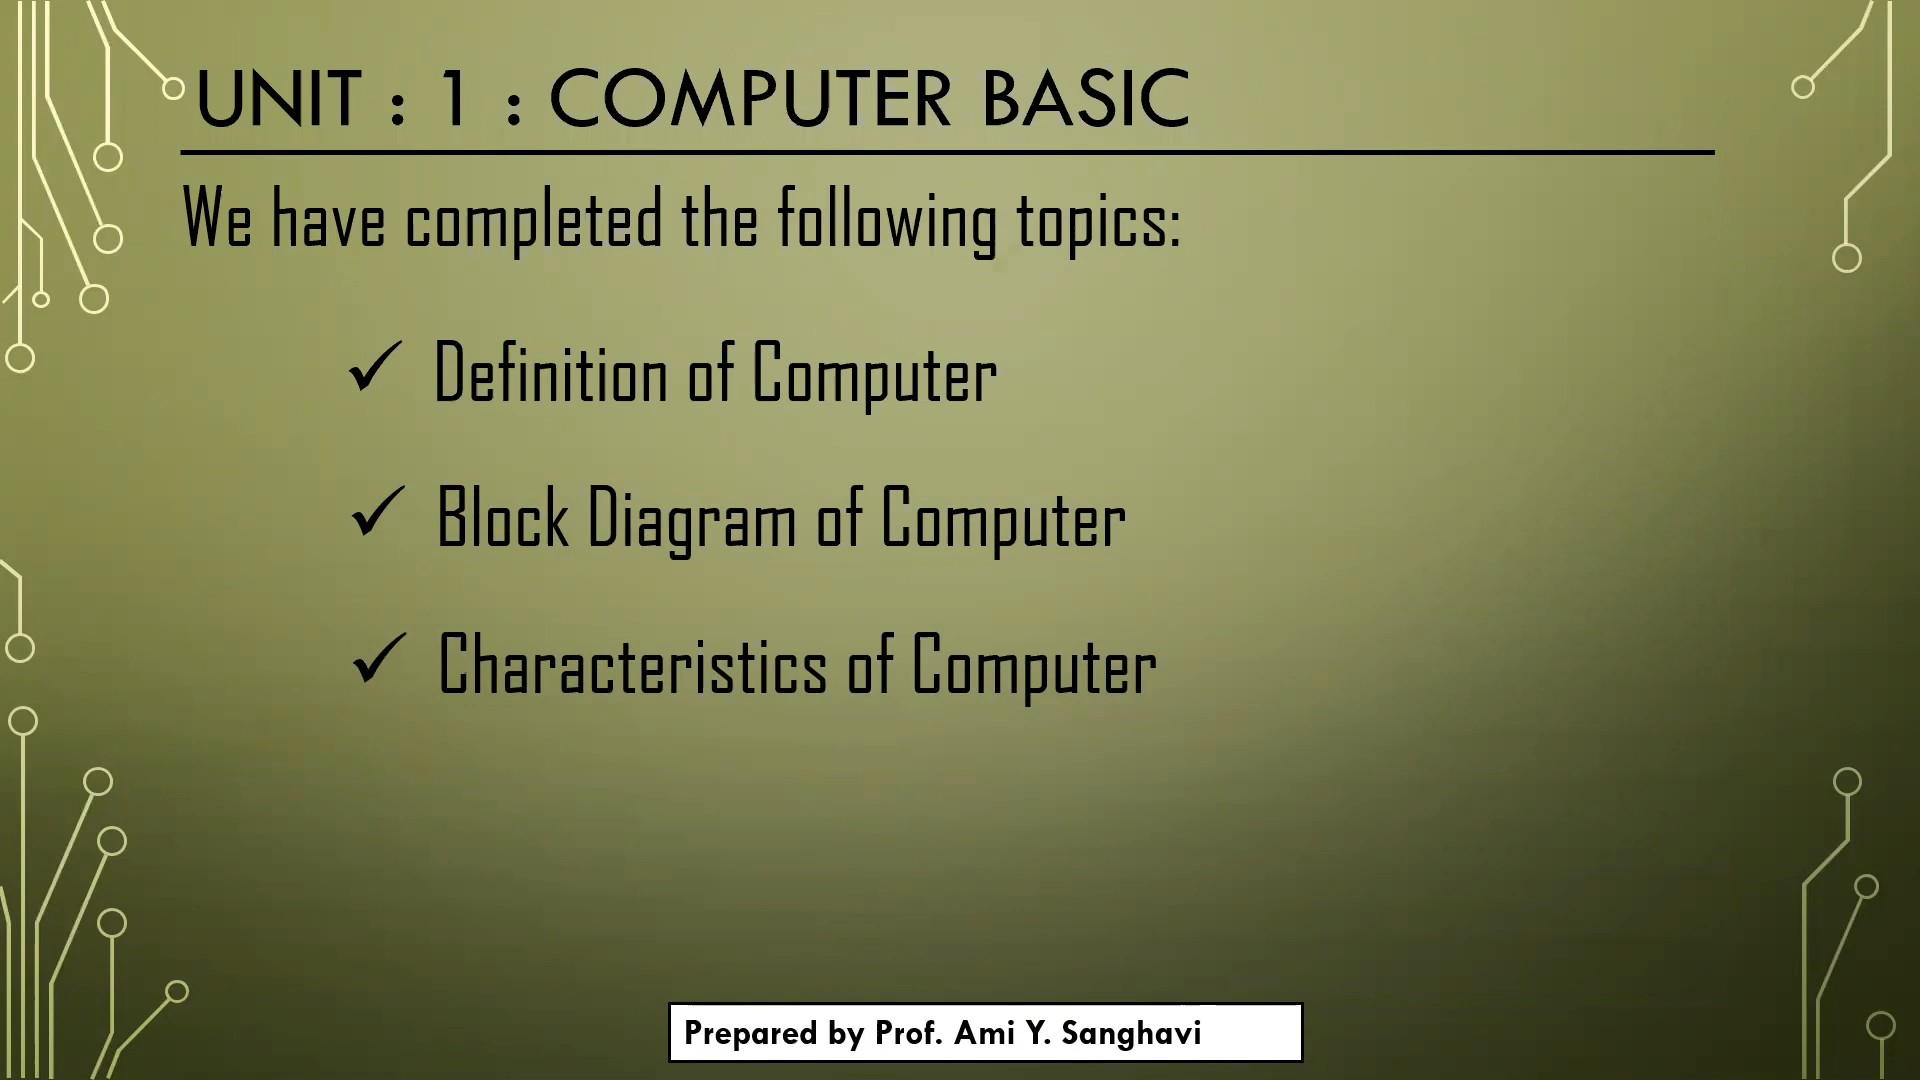 UNIT : 1 : COMPUTER BASIC
We have completed the following topics:
✓ Definition of Computer
✓ Block Diagram of Computer
✓ Characteristics of Computer
Prepared by Prof. Ami Y. Sanghavi